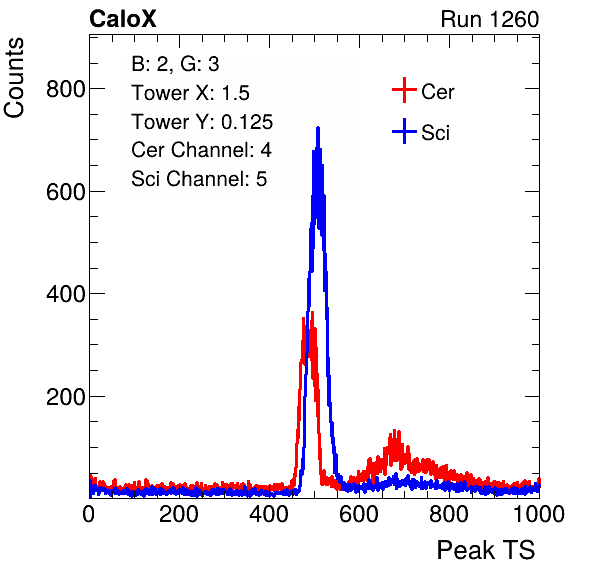 CaloX Run 1260
Counts
B: 2, G: 3
Tower X: 1.5
Tower Y: 0.125
Cer Channel: 4
Sci Channel: 5
Cer
Sci
800
600
400
200
0 200 400 600 800 1000
Peak TS